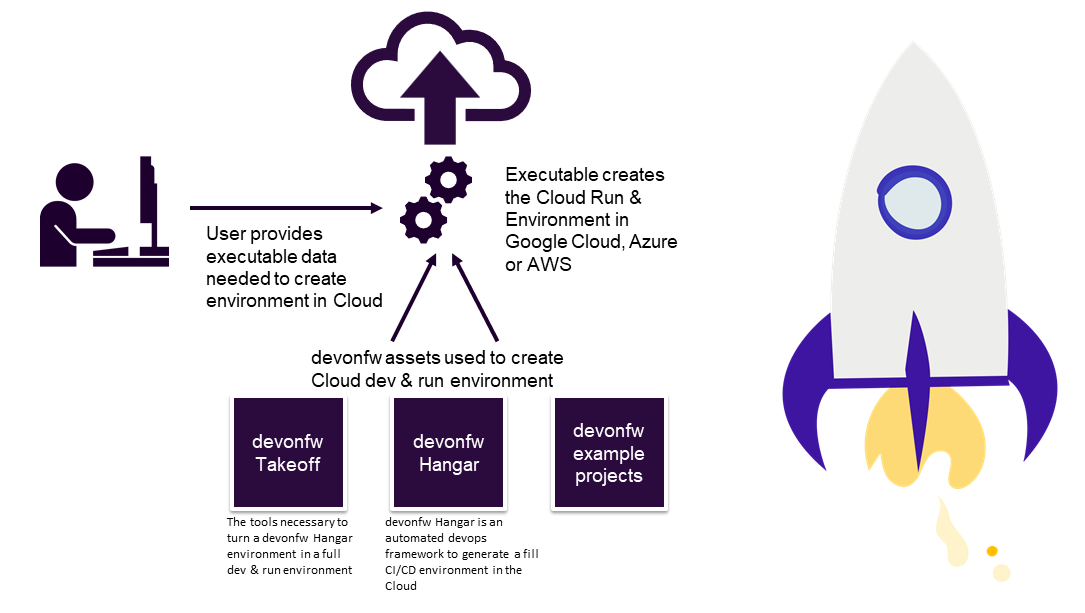 Executable creates
the Cloud Run &
Environment in
Google Cloud, Azure
or AWS
User provides
executable data
needed to create
environment in Cloud
devonfw assets used to create
Cloud dev & run environment
devonfw
Takeoff
devonfw
Hangar
devonfw
example
projects
The tools necessary to
turn a devonfw Hangar
environment in a full
dev & run environment
devonfw Hangar is an
automated devops
framework to generate a fill
CI/CD environment in the
Cloud